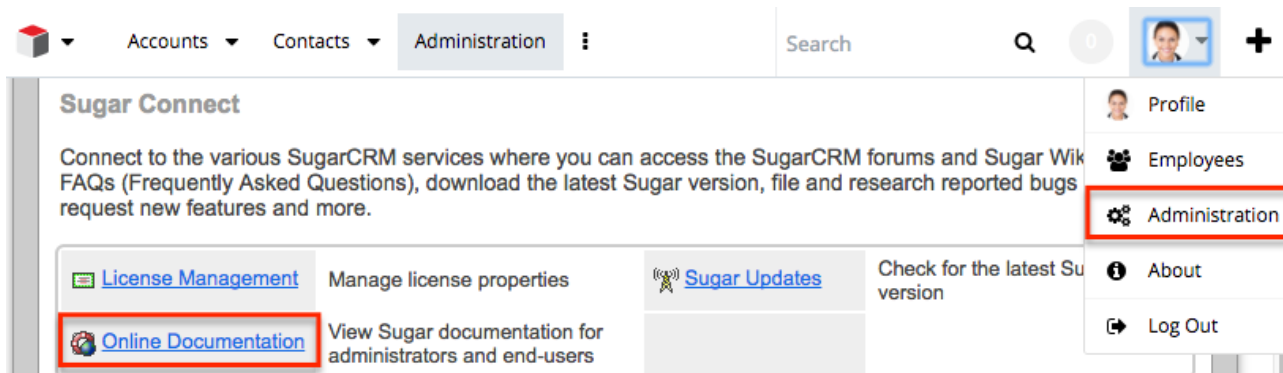 Accounts Contacts Administration Search 0
Sugar Connect
Profile
Connect to the various SugarCRM services where you can access the SugarCRM forums and Sugar Wik
Employees
FAQs (Frequently Asked Questions), download the latest Sugar version, file and research reported bugs
request new features and more.
Administration
License Management Manage license properties Sugar Updates Check for the latest Su
version
About
Online Documentation View Sugar documentation for
administrators and end-users
Log Out